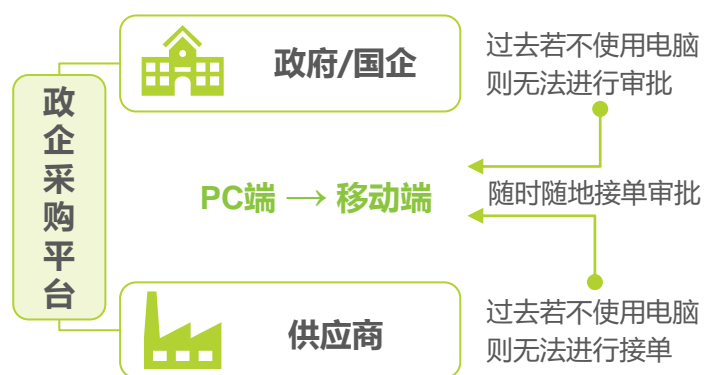 政企采购平台
政府/国企
过去若不使用电脑
则无法进行审批
PC端 → 移动端
随时随地接单审批
供应商
过去若不使用电脑
则无法进行接单